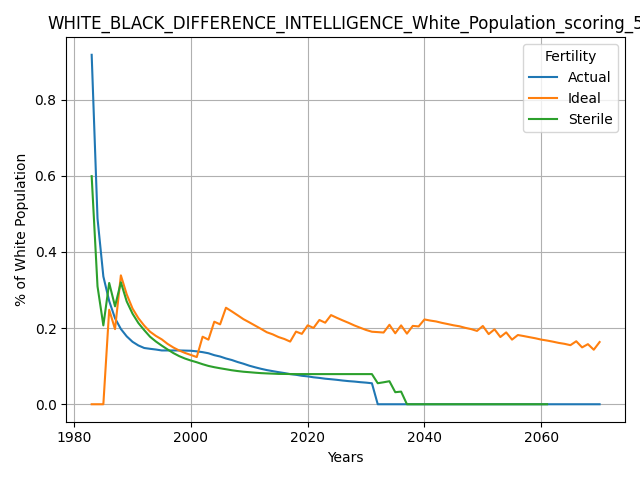 WHITE_BLACK_DIFFERENCE_INTELLIGENCE_White_Population_scoring_5
% of White Population
0.8
0.6
0.4
0.2
0.0
1980 2000 2020 2040 2060
Years
Fertility
Actual
Ideal
Sterile